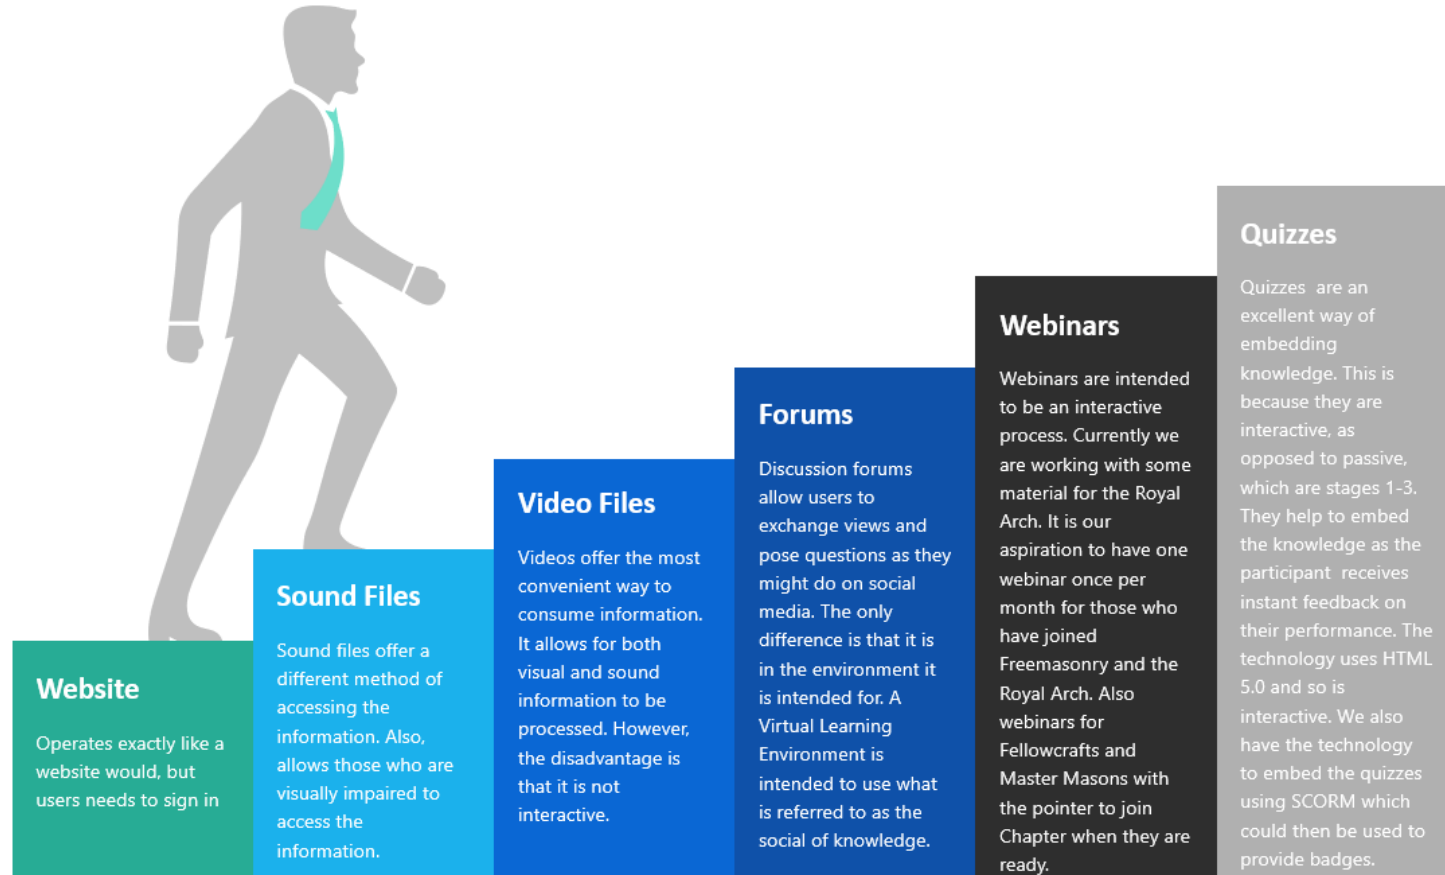 Website
Operates exactly like a
website would, but
users needs to sign in
Sound Files
Sound files offer a
different method of
accessing the
information. Also,
allows those who are
visually impaired to
access the
information.
Video Files
Videos offer the most
convenient way to
consume information.
It allows for both
visual and sound
information to be
processed. However,
the disadvantage is
that it is not
interactive.
Forums
Discussion forums
allow users to
exchange views and
pose questions as they
might do on social
media. The only
difference is that it is
in the environment it
is intended for. A
Virtual Learning
Environment is
intended to use what
is referred to as the
social of knowledge.
Webinars
Webinars are intended
to be an interactive
process. Currently we
are working with some
material for the Royal
Arch. It is our
aspiration to have one
webinar once per
month for those who
have joined
Freemasonry and the
Royal Arch. Also
webinars for
Fellowcrafts and
Master Masons with
the pointer to join
Chapter when they are
ready.
Quizzes
Quizzes  are an
excellent way of
embedding
knowledge. This is
because they are
interactive, as
opposed to passive,
which are stages 1-3.
They help to embed
the knowledge as the
participant  receives
instant feedback on
their performance. The
technology uses HTML
5.0 and so is
interactive. We also
have the technology
to embed the quizzes
using SCORM which
could then be used to
provide badges.